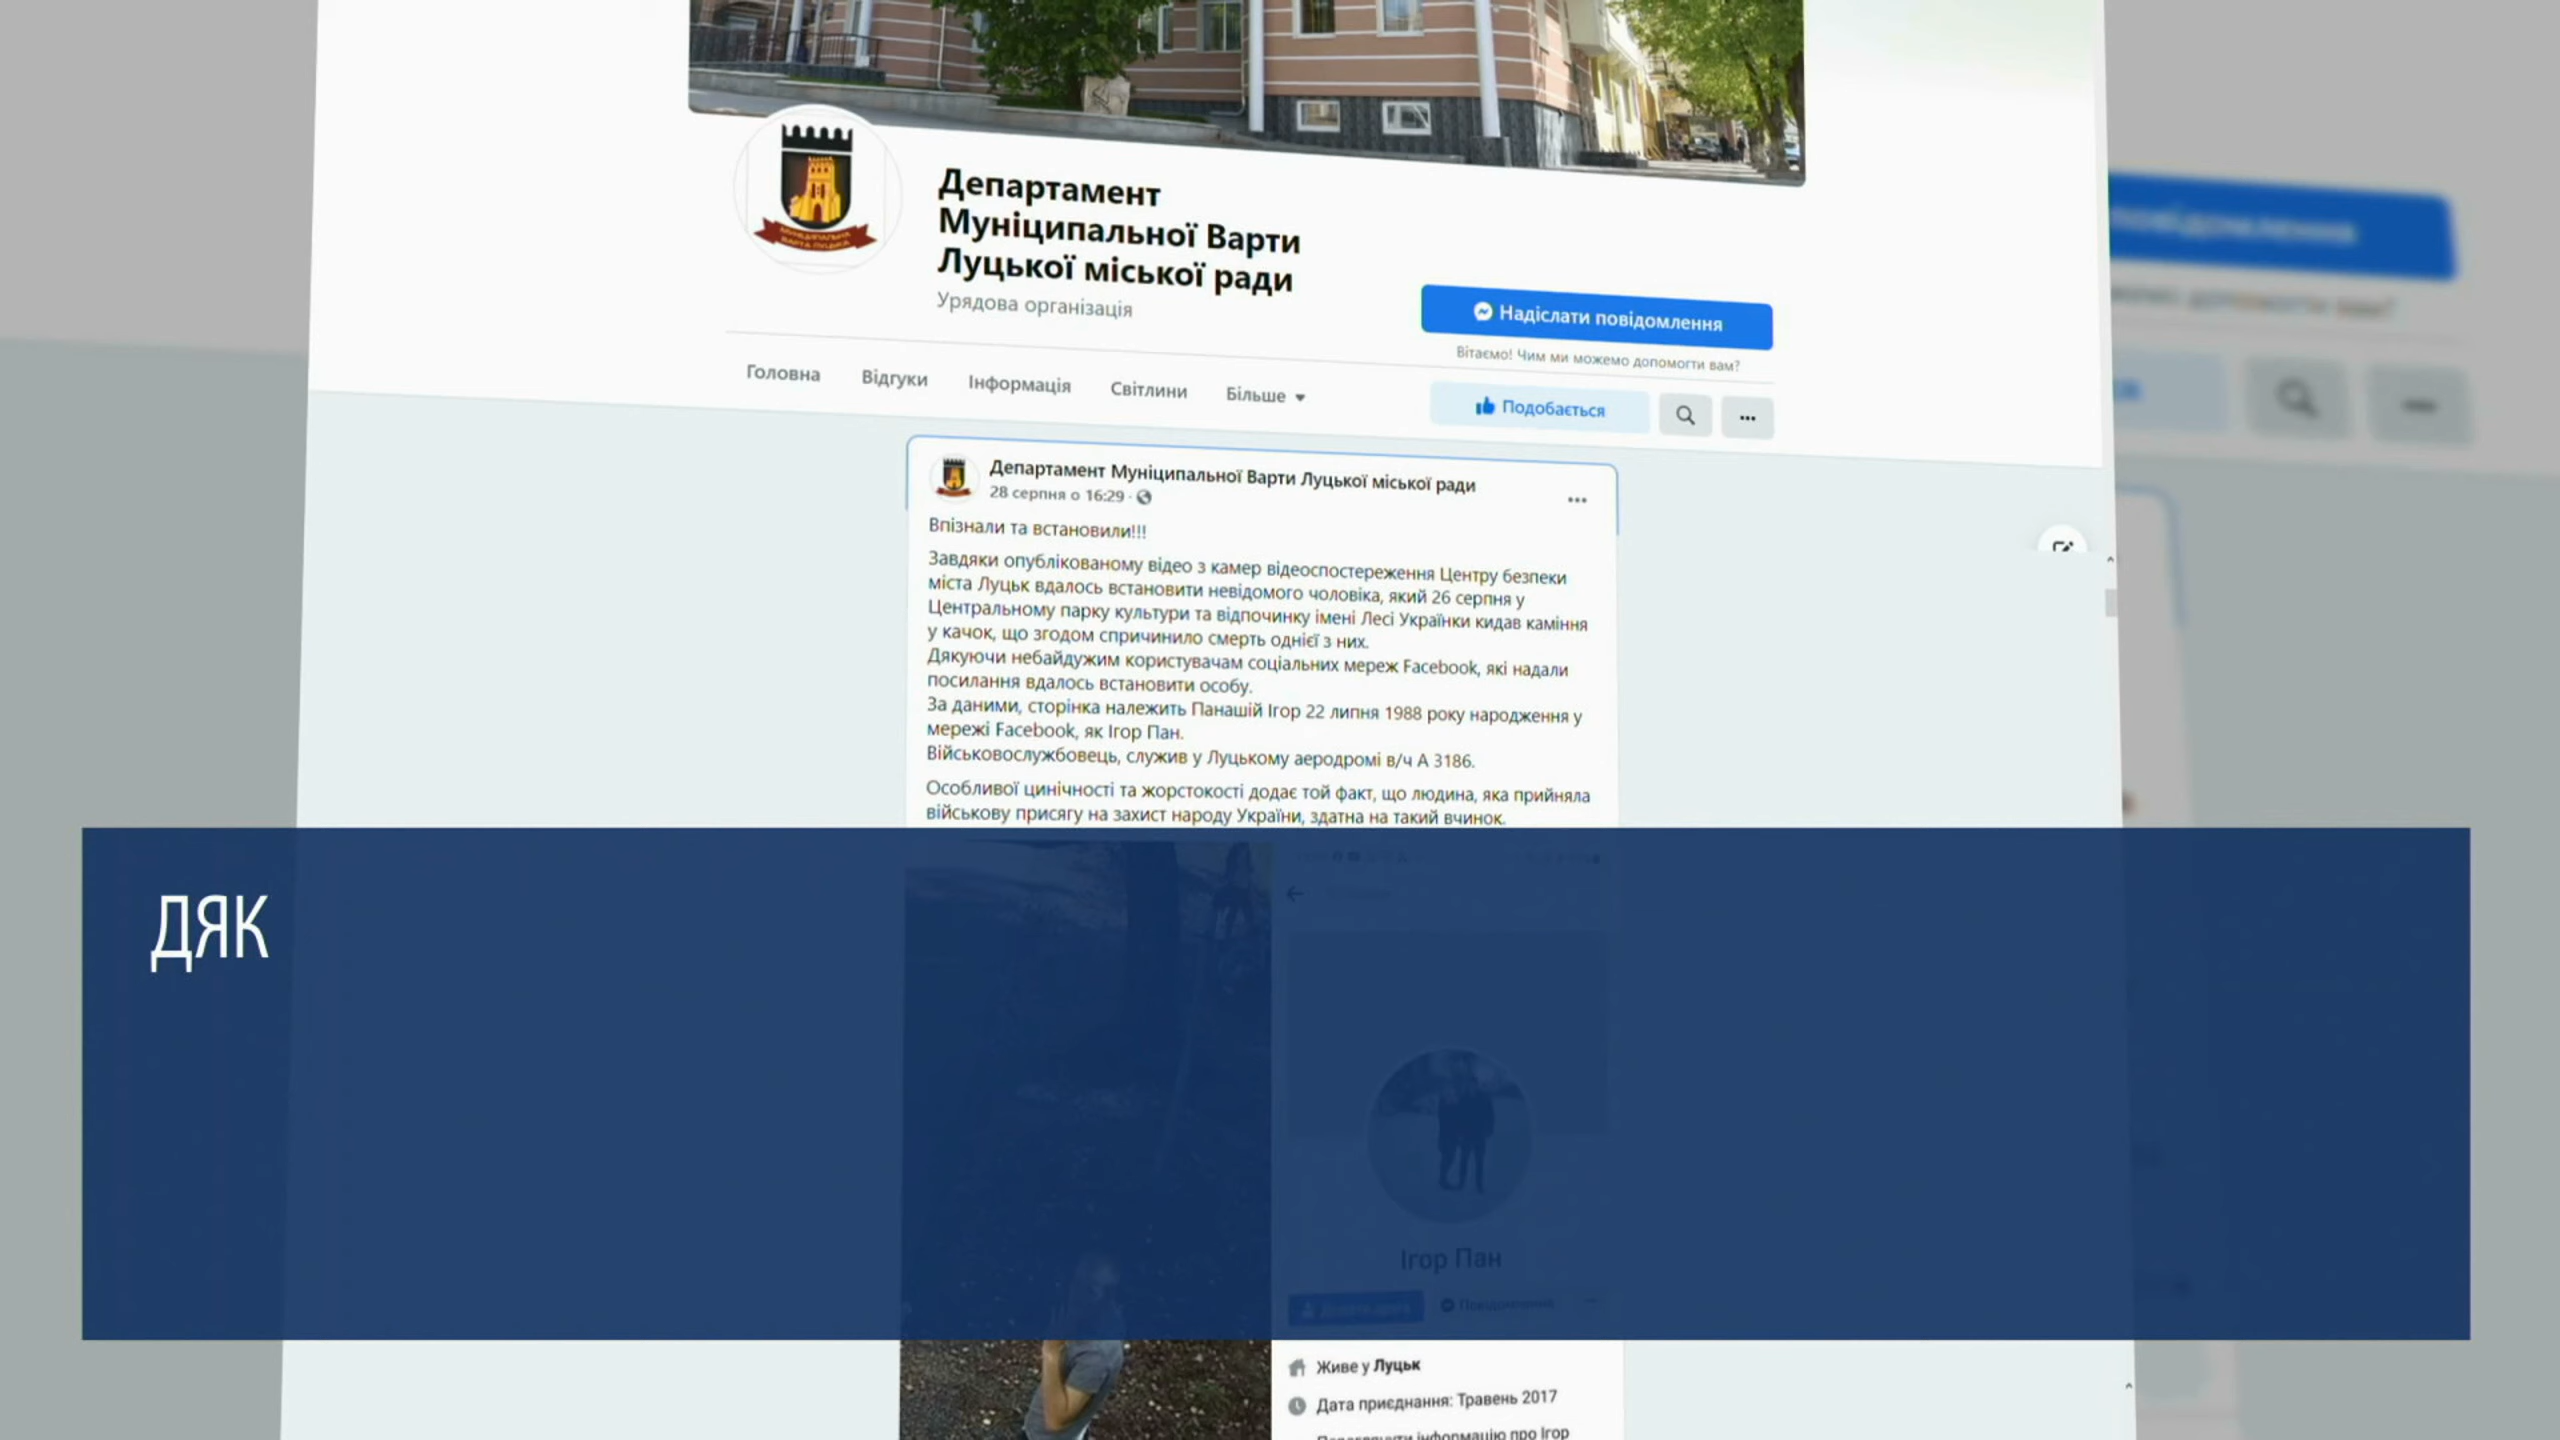 Департамент
Муніципальної Варти
Луцької міської ради
Урядова організація
Надіслати повідомлення
Вітаємо! Чим ми можемо допомогти вам?
Головна Відгуки Інформація Світлини Більше
Подобається
Департамент Муніципальної Варти Луцької міської ради
28 серпня о 16:29 ·
Впізнали та встановили!!!
Завдяки опублікованому відео з камер відеоспостереження Центру безпеки
міста Луцьк вдалось встановити невідомого чоловіка, який 26 серпня у
Центральному парку культури та відпочинку імені Лесі Українки кидав каміння
у качок, що згодом спричинило смерть однієї з них.
Дякуючи небайдужим користувачам соціальних мереж Facebook, які надали
посилання вдалось встановити особу.
За даними, сторінка належить Панашій Ігор 22 липня 1988 року народження у
мережі Facebook, як Ігор Пан.
Військовослужбовець, служив у Луцькому аеродромі в/ч А 3186.
Особливої цинічності та жорстокості додає той факт, що людина, яка прийняла
військову присягу на захист народу України, здатна на такий вчинок.
ДЯК
Ігор Пан
Повідомлення
Живе у Луцьк
Дата приєднання: Травень 2017
Переглянути інформацію про Ігор